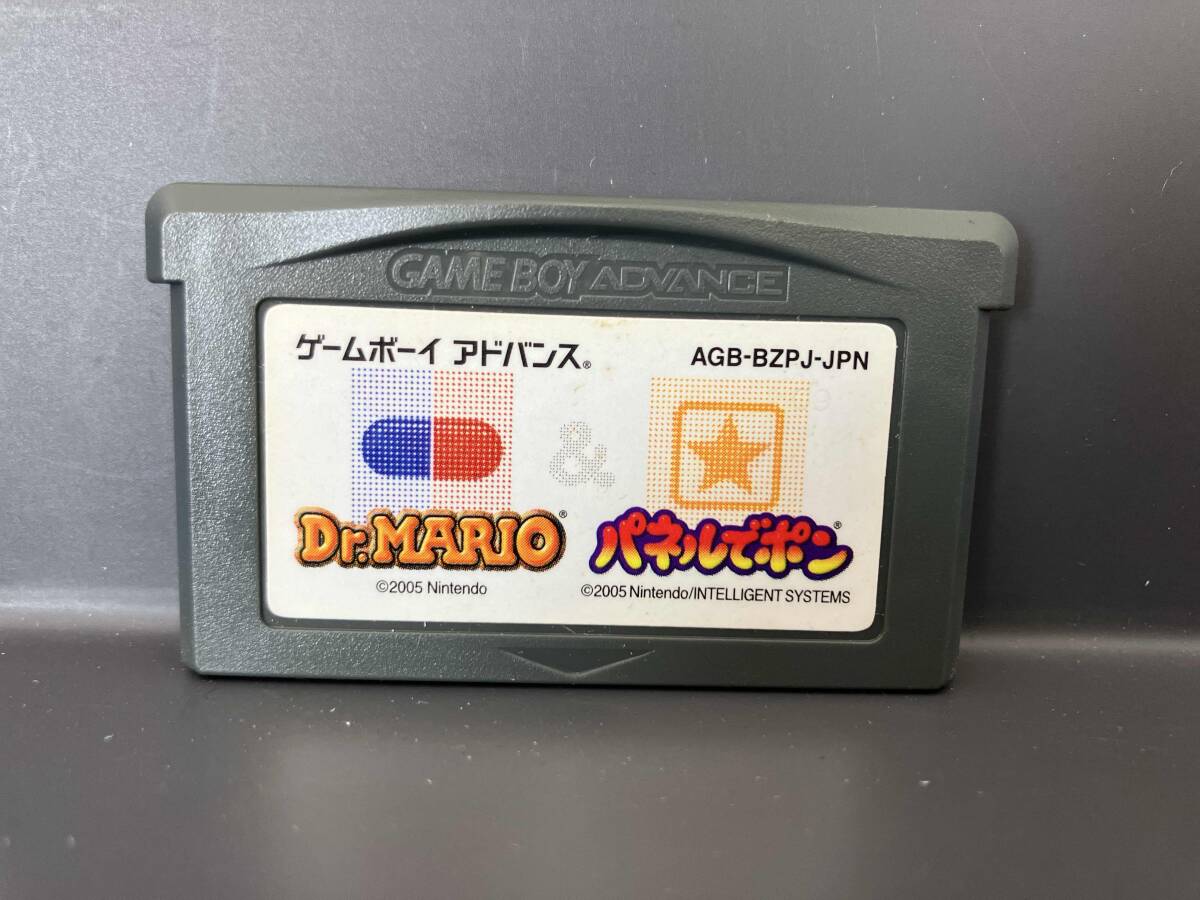 GAME BOY ADVANCE
ゲームボーイ アドバンス®
AGB-BZPJ-JPN
&
Dr.MARIO®
パネルでポン®
©2005 Nintendo
©2005 Nintendo/INTELLIGENT SYSTEMS